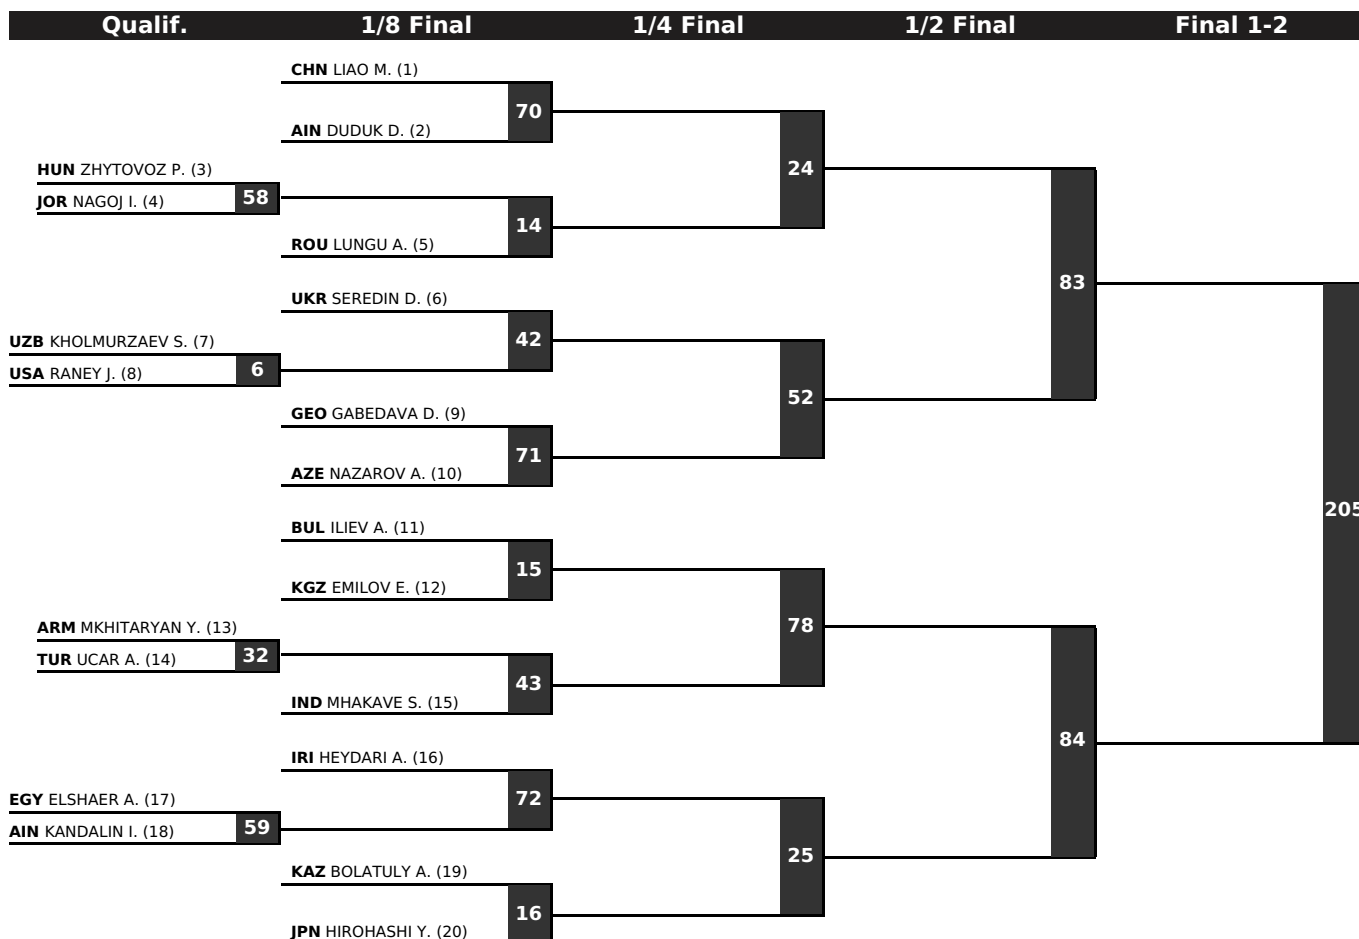 Qualif. 1/8 Final 1/4 Final 1/2 Final Final 1-2
CHN LIAO M. (1)
70
AIN DUDUK D. (2)
HUN ZHYTOVOZ P. (3)
24
JOR NAGOJ I. (4) 58
14
ROU LUNGU A. (5)
83
UKR SEREDIN D. (6)
UZB KHOLMURZAEV S. (7)
42
USA RANEY J. (8) 6
52
GEO GABEDAVA D. (9)
71
AZE NAZAROV A. (10)
205
BUL ILIEV A. (11)
15
KGZ EMILOV E. (12)
ARM MKHITARYAN Y. (13)
78
TUR UCAR A. (14) 32
43
IND MHAKAVE S. (15)
84
IRI HEYDARI A. (16)
EGY ELSHAER A. (17)
72
AIN KANDALIN I. (18) 59
25
KAZ BOLATULY A. (19)
16
JPN HIROHASHI Y. (20)